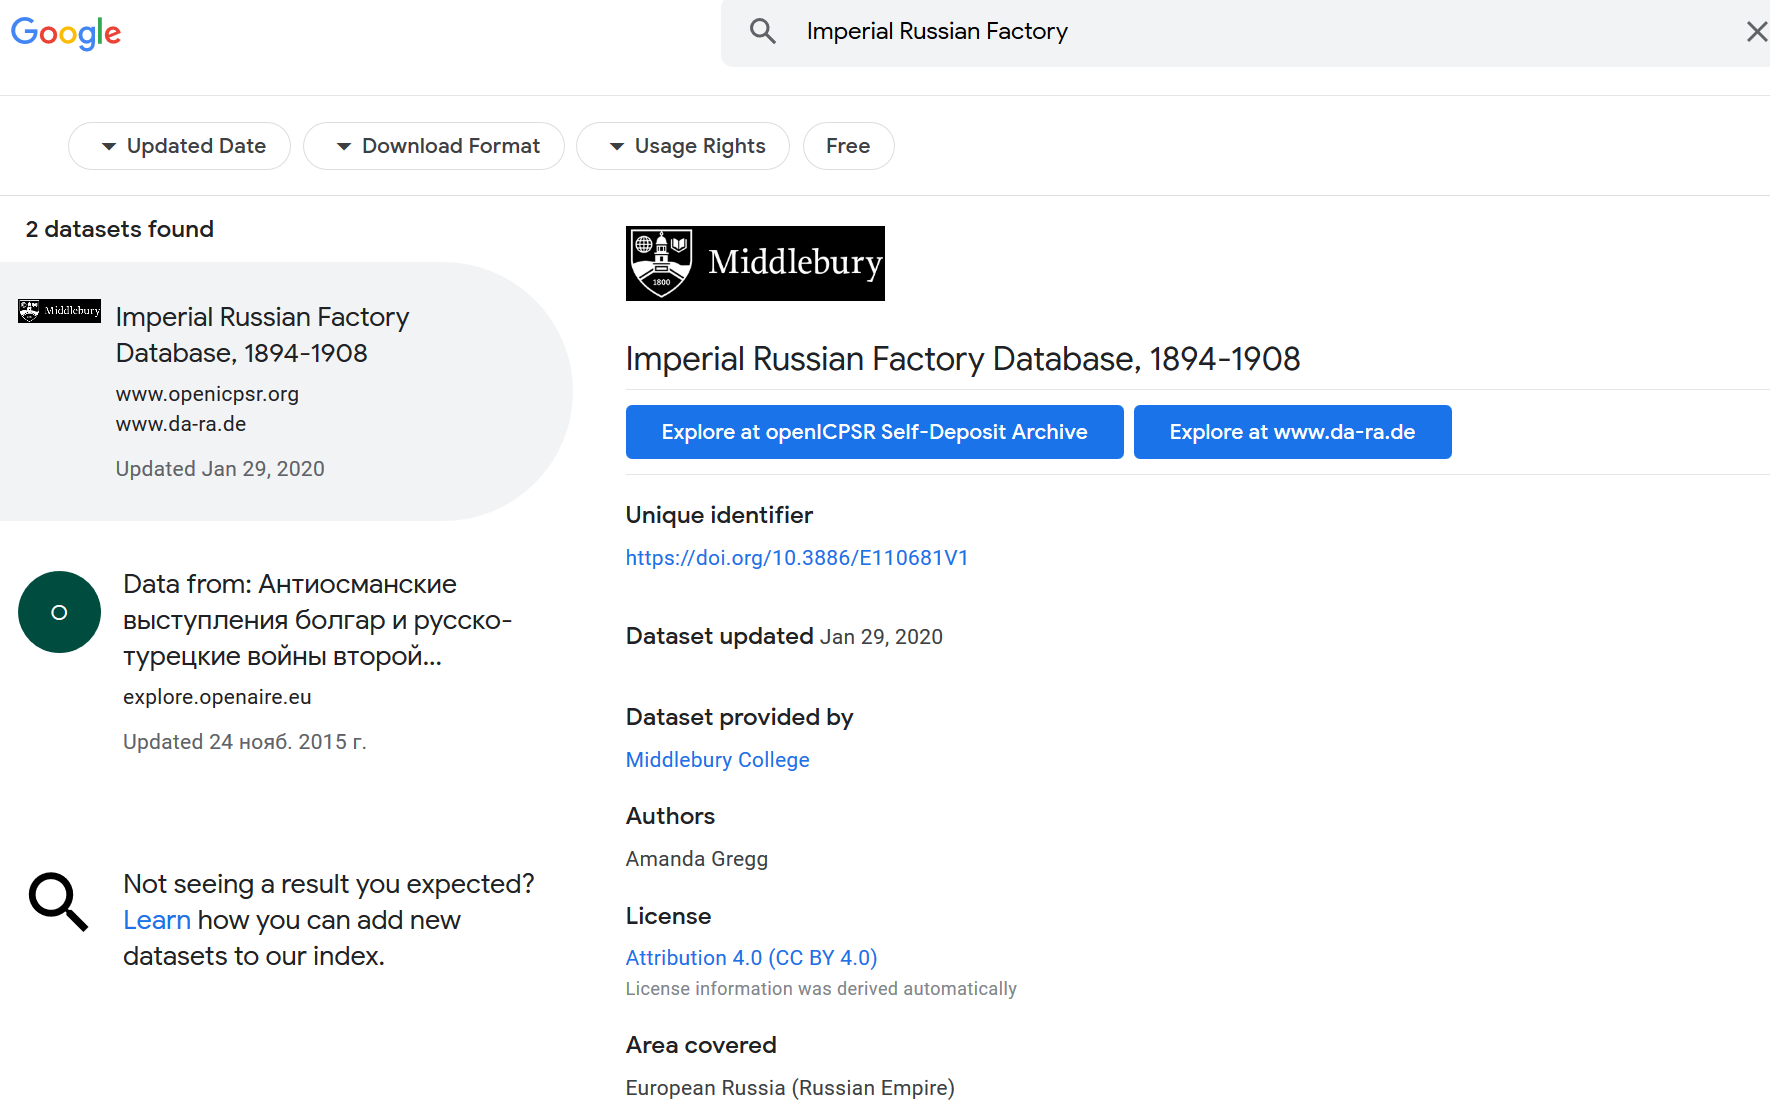 Google
Imperial Russian Factory
Updated Date
Download Format
Usage Rights
Free
2 datasets found
Middlebury
Imperial Russian Factory
Database, 1894-1908
www.openicpsr.org
www.da-ra.de
Updated Jan 29, 2020
O
Data from: Антиосманские
выступления болгар и русско-
турецкие войны второй...
explore.openaire.eu
Updated 24 нояб. 2015 г.
Not seeing a result you expected?
Learn how you can add new
datasets to our index.
1800
Middlebury
Imperial Russian Factory Database, 1894-1908
Explore at openICPSR Self-Deposit Archive
Explore at www.da-ra.de
Unique identifier
https://doi.org/10.3886/E110681V1
Dataset updated Jan 29, 2020
Dataset provided by
Middlebury College
Authors
Amanda Gregg
License
Attribution 4.0 (CC BY 4.0)
License information was derived automatically
Area covered
European Russia (Russian Empire)